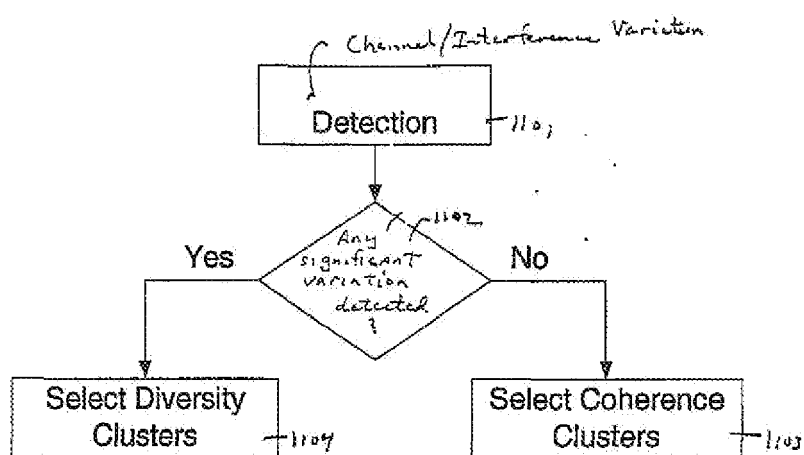 Channel/Interference Variation
Detection
1101
1102
Any
significant
variation
detected
?
Yes
No
Select Diversity
Clusters
1104
Select Coherence
Clusters
1103